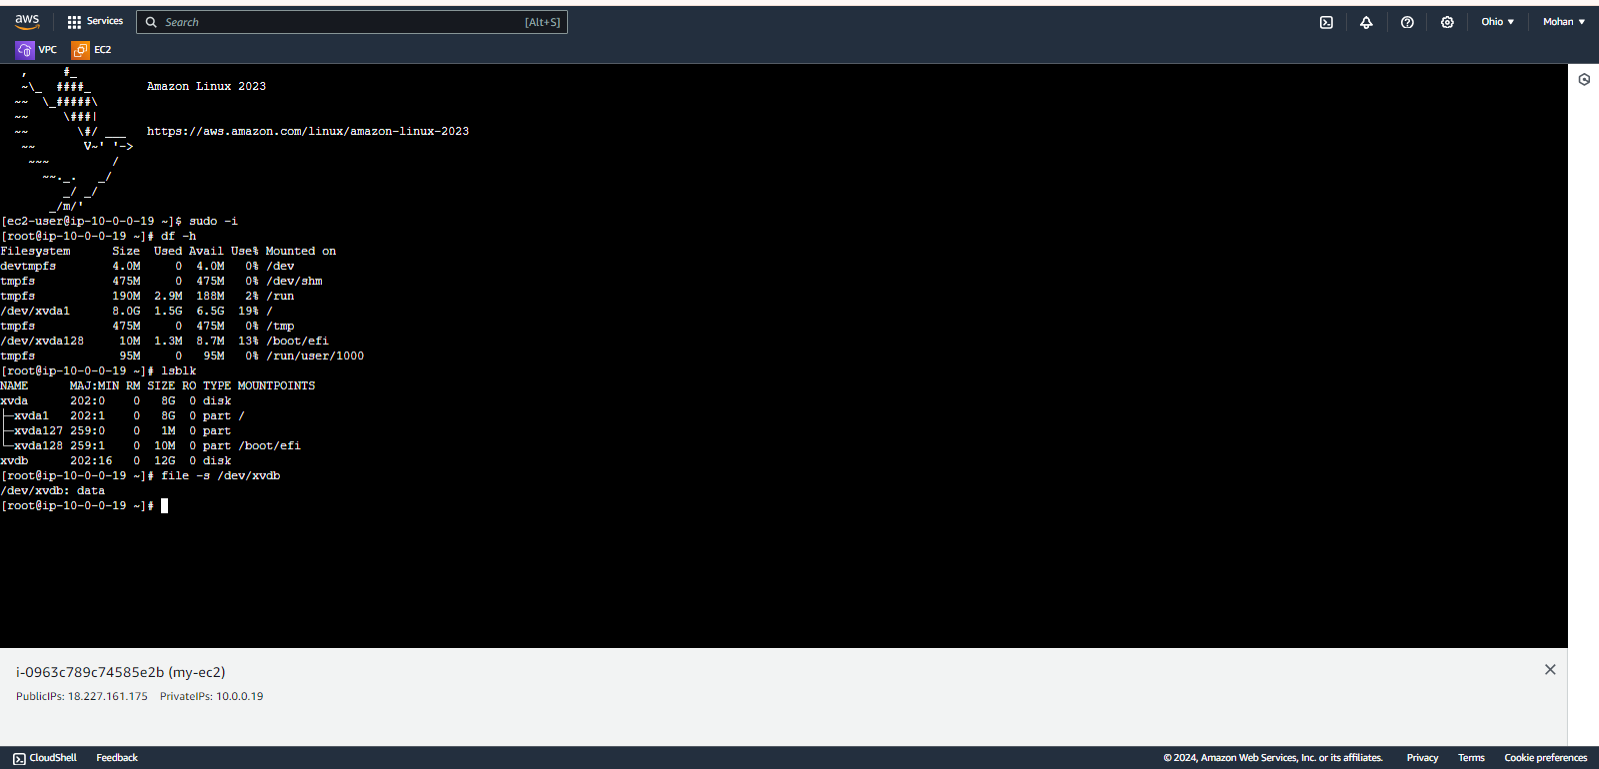 aws Services Search [Alt+S] Ohio ▼ Mohan ▼
VPC EC2
   ,     #_
   ~\_  ####_        Amazon Linux 2023
  ~~  \_#####\
  ~~     \###|
  ~~       \#/ ___   https://aws.amazon.com/linux/amazon-linux-2023
   ~~       V~' '->
    ~~~         /
      ~~._.   _/
         _/ _/
       _/m/'
[ec2-user@ip-10-0-0-19 ~]$ sudo -i
[root@ip-10-0-0-19 ~]# df -h
Filesystem      Size  Used Avail Use% Mounted on
devtmpfs        4.0M     0  4.0M   0% /dev
tmpfs           475M     0  475M   0% /dev/shm
tmpfs           190M  2.9M  188M   2% /run
/dev/xvda1      8.0G  1.5G  6.5G  19% /
tmpfs           475M     0  475M   0% /tmp
/dev/xvda128     10M  1.3M  8.7M  13% /boot/efi
tmpfs            95M     0   95M   0% /run/user/1000
[root@ip-10-0-0-19 ~]# lsblk
NAME      MAJ:MIN RM SIZE RO TYPE MOUNTPOINTS
xvda      202:0    0   8G  0 disk
├─xvda1   202:1    0   8G  0 part /
├─xvda127 259:0    0   1M  0 part
└─xvda128 259:1    0  10M  0 part /boot/efi
xvdb      202:16   0  12G  0 disk
[root@ip-10-0-0-19 ~]# file -s /dev/xvdb
/dev/xvdb: data
[root@ip-10-0-0-19 ~]#
i-0963c789c74585e2b (my-ec2)
PublicIPs: 18.227.161.175 PrivateIPs: 10.0.0.19
CloudShell Feedback © 2024, Amazon Web Services, Inc. or its affiliates. Privacy Terms Cookie preferences